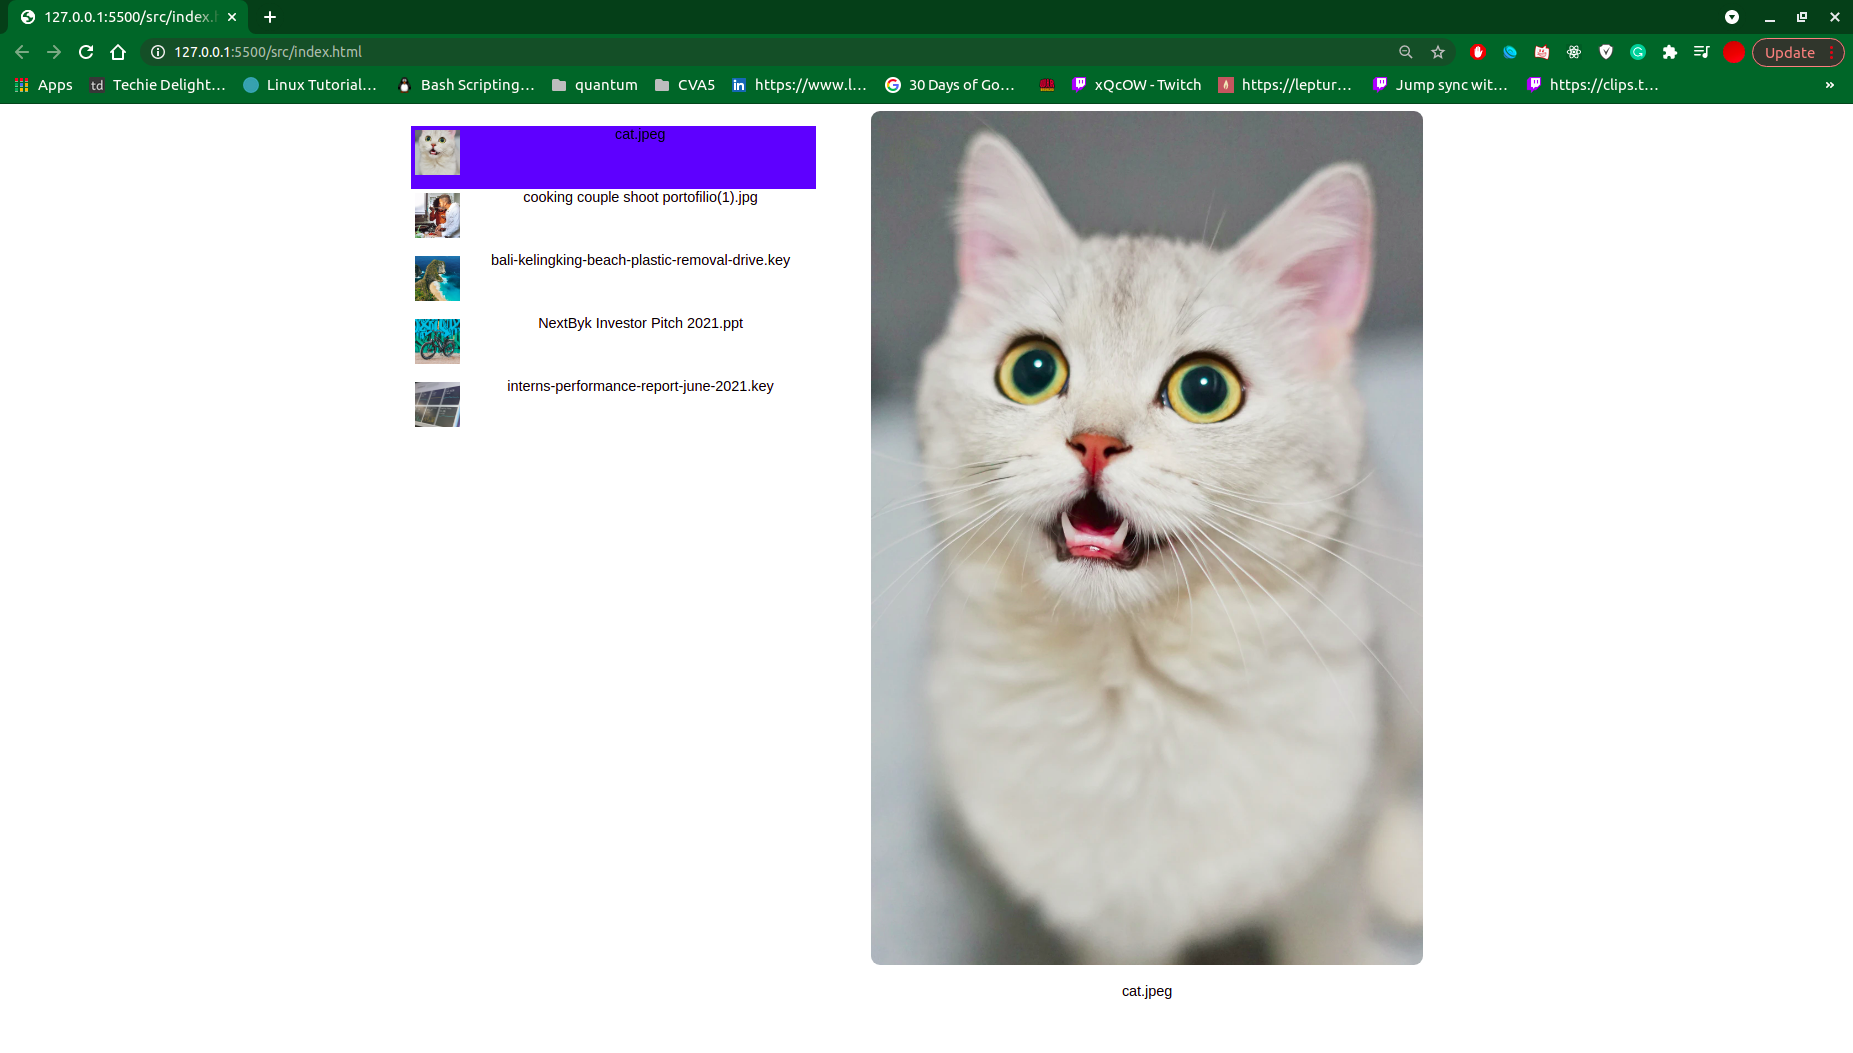 127.0.0.1:5500/src/index.h
127.0.0.1:5500/src/index.html
Update
Apps
td
Techie Delight…
Linux Tutorial…
Bash Scripting…
quantum
CVA5
in
https://www.l…
30 Days of Go…
xQcOW - Twitch
https://leptur…
Jump sync wit…
https://clips.t…
»
cat.jpeg
cooking couple shoot portofilio(1).jpg
bali-kelingking-beach-plastic-removal-drive.key
NextByk Investor Pitch 2021.ppt
interns-performance-report-june-2021.key
cat.jpeg